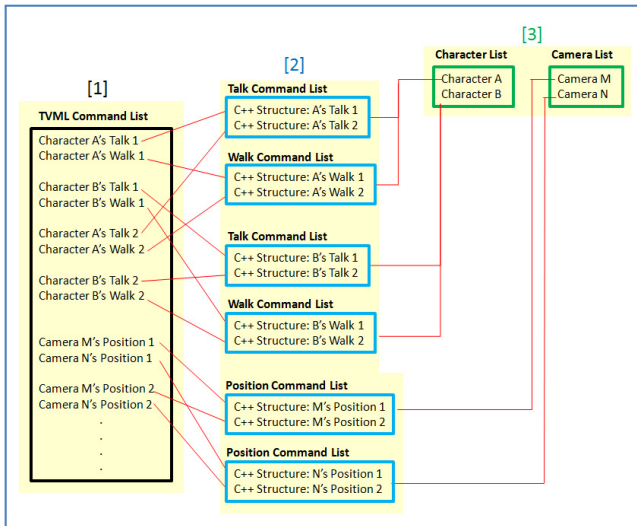 [1]
TVML Command List
Character A's Talk 1
Character A's Walk 1
Character B's Talk 1
Character B's Walk 1
Character A's Talk 2
Character A's Walk 2
Character B's Talk 2
Character B's Walk 2
Camera M's Position 1
Camera N's Position 1
Camera M's Position 2
Camera N's Position 2
.
.
.
.
[2]
Talk Command List
C++ Structure: A's Talk 1
C++ Structure: A's Talk 2
Walk Command List
C++ Structure: A's Walk 1
C++ Structure: A's Walk 2
Talk Command List
C++ Structure: B's Talk 1
C++ Structure: B's Talk 2
Walk Command List
C++ Structure: B's Walk 1
C++ Structure: B's Walk 2
Position Command List
C++ Structure: M's Position 1
C++ Structure: M's Position 2
Position Command List
C++ Structure: N's Position 1
C++ Structure: N's Position 2
[3]
Character List
Character A
Character B
Camera List
Camera M
Camera N